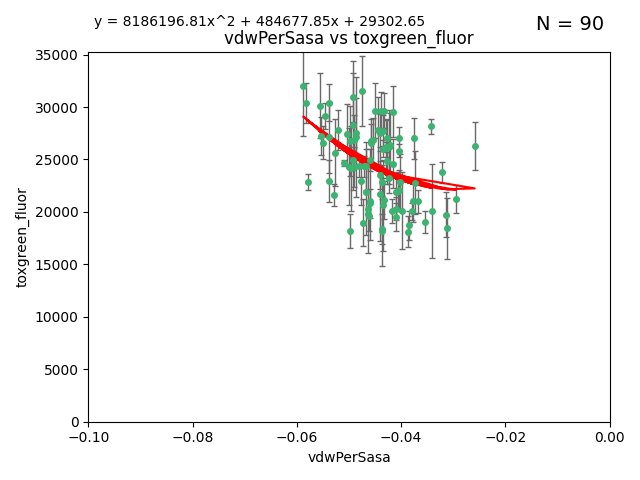 y = 8186196.81x^2 + 484677.85x + 29302.65
N = 90
vdwPerSasa vs toxgreen_fluor
35000
30000
25000
20000
15000
10000
5000
0
toxgreen_fluor
−0.10 −0.08 −0.06 −0.04 −0.02 0.00
vdwPerSasa